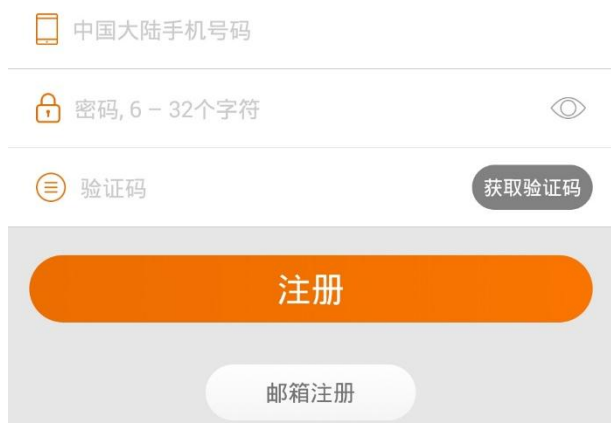 中国大陆手机号码
密码, 6 – 32个字符
验证码 获取验证码
注册
邮箱注册